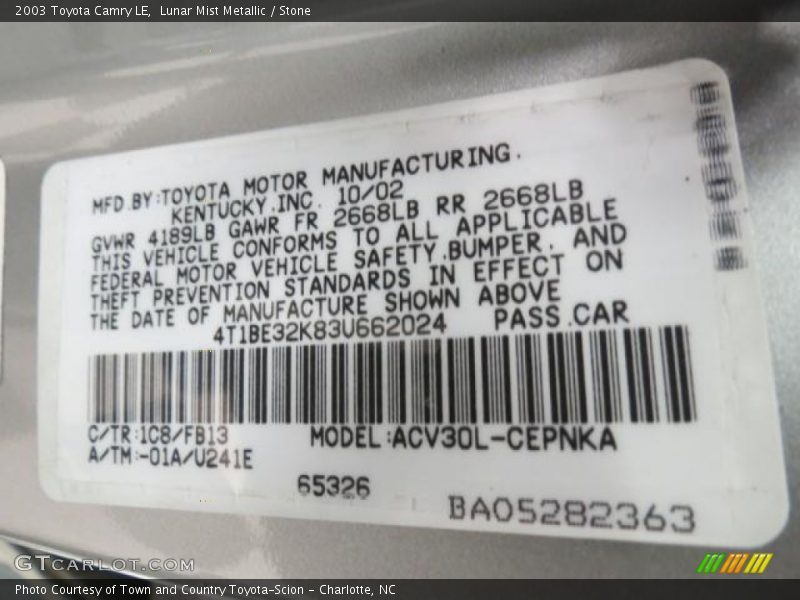 2003 Toyota Camry LE,  Lunar Mist Metallic / Stone
MFD.BY:TOYOTA MOTOR MANUFACTURING.
KENTUCKY,INC. 10/02
GVWR 4189LB GAWR FR 2668LB RR 2668LB
THIS VEHICLE CONFORMS TO ALL APPLICABLE
FEDERAL MOTOR VEHICLE SAFETY,BUMPER, AND
THEFT PREVENTION STANDARDS IN EFFECT ON
THE DATE OF MANUFACTURE SHOWN ABOVE
4T1BE32K83U662024 PASS.CAR
C/TR:1C8/FB13 MODEL:ACV30L-CEPNKA
A/TM:-01A/U241E
65326
BA05282363
GTCARLOT.COM
Photo Courtesy of Town and Country Toyota-Scion - Charlotte, NC